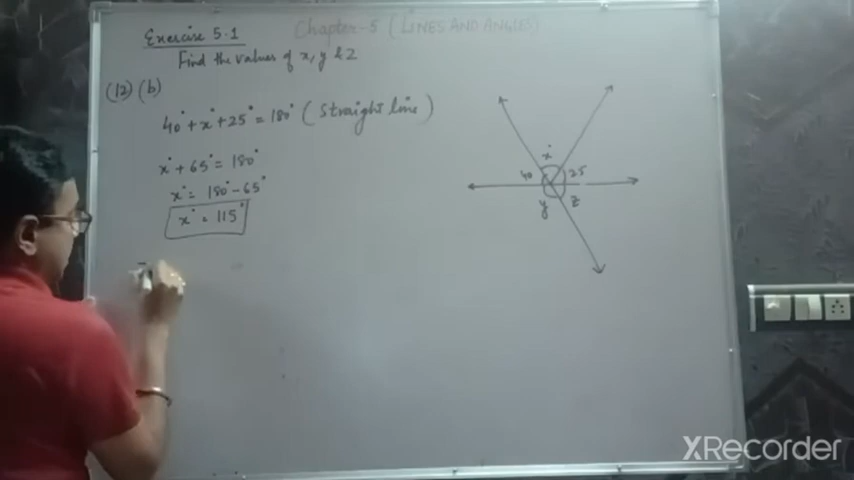 Chapter-5 (LINES AND ANGLES)
Exercise 5.1
Find the values of x, y & z
(12) (b)
40° + x° + 25° = 180° (straight line)
x° + 65° = 180°
x° = 180° - 65°
x° = 115°
x°
40
25
y
z
XRecorder